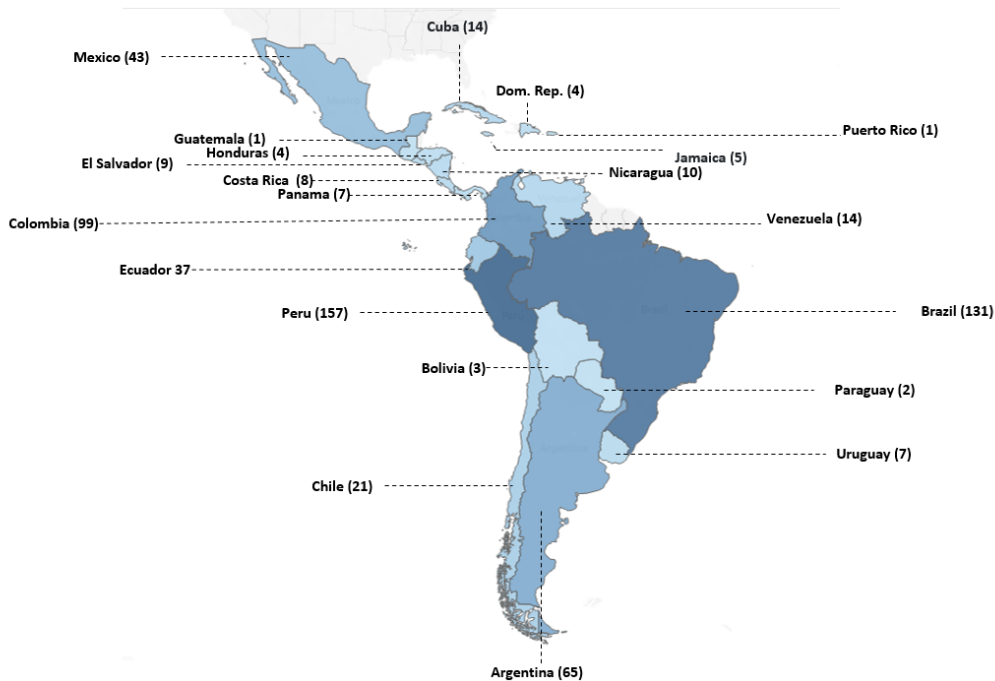 Cuba (14)
Mexico (43)
Dom. Rep. (4)
Puerto Rico (1)
Guatemala (1)
Honduras (4)
Jamaica (5)
El Salvador (9)
Nicaragua (10)
Costa Rica (8)
Panama (7)
Colombia (99)
Venezuela (14)
Ecuador 37
Peru (157)
Brazil (131)
Bolivia (3)
Paraguay (2)
Uruguay (7)
Chile (21)
Argentina (65)